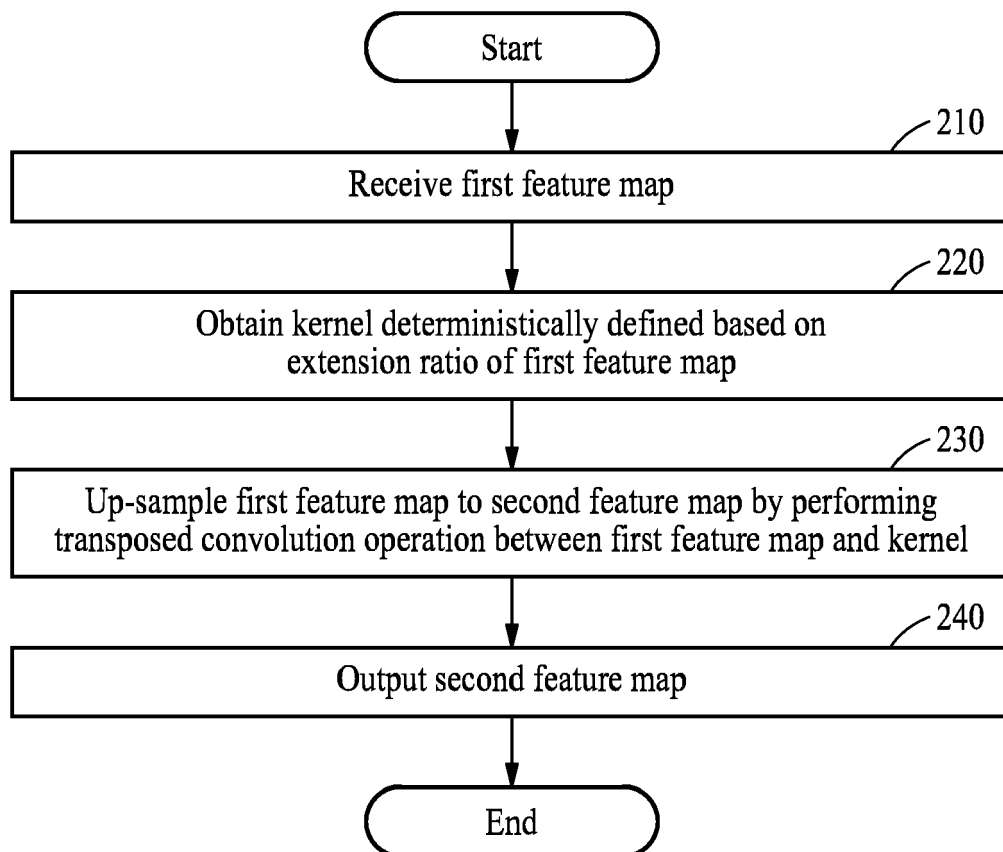 Start
210
Receive first feature map
220
Obtain kernel deterministically defined based on
extension ratio of first feature map
230
Up-sample first feature map to second feature map by performing
transposed convolution operation between first feature map and kernel
240
Output second feature map
End